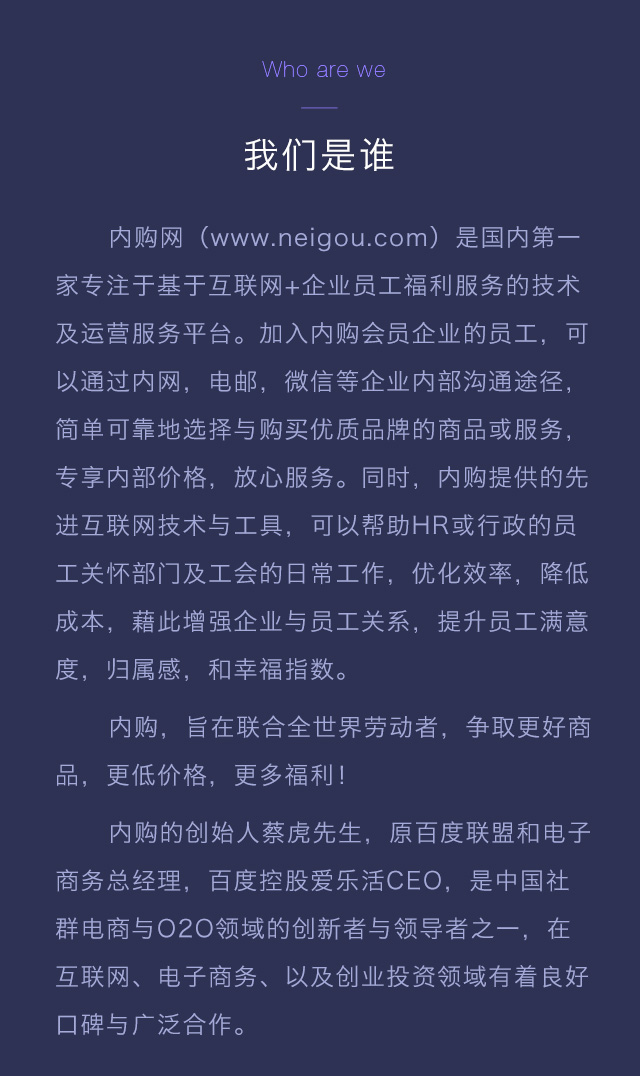 Who are we
我们是谁
内购网（www.neigou.com）是国内第一
家专注于基于互联网+企业员工福利服务的技术
及运营服务平台。加入内购会员企业的员工，可
以通过内网，电邮，微信等企业内部沟通途径，
简单可靠地选择与购买优质品牌的商品或服务，
专享内部价格，放心服务。同时，内购提供的先
进互联网技术与工具，可以帮助HR或行政的员
工关怀部门及工会的日常工作，优化效率，降低
成本，藉此增强企业与员工关系，提升员工满意
度，归属感，和幸福指数。
内购，旨在联合全世界劳动者，争取更好商
品，更低价格，更多福利！
内购的创始人蔡虎先生，原百度联盟和电子
商务总经理，百度控股爱乐活CEO，是中国社
群电商与O2O领域的创新者与领导者之一，在
互联网、电子商务、以及创业投资领域有着良好
口碑与广泛合作。